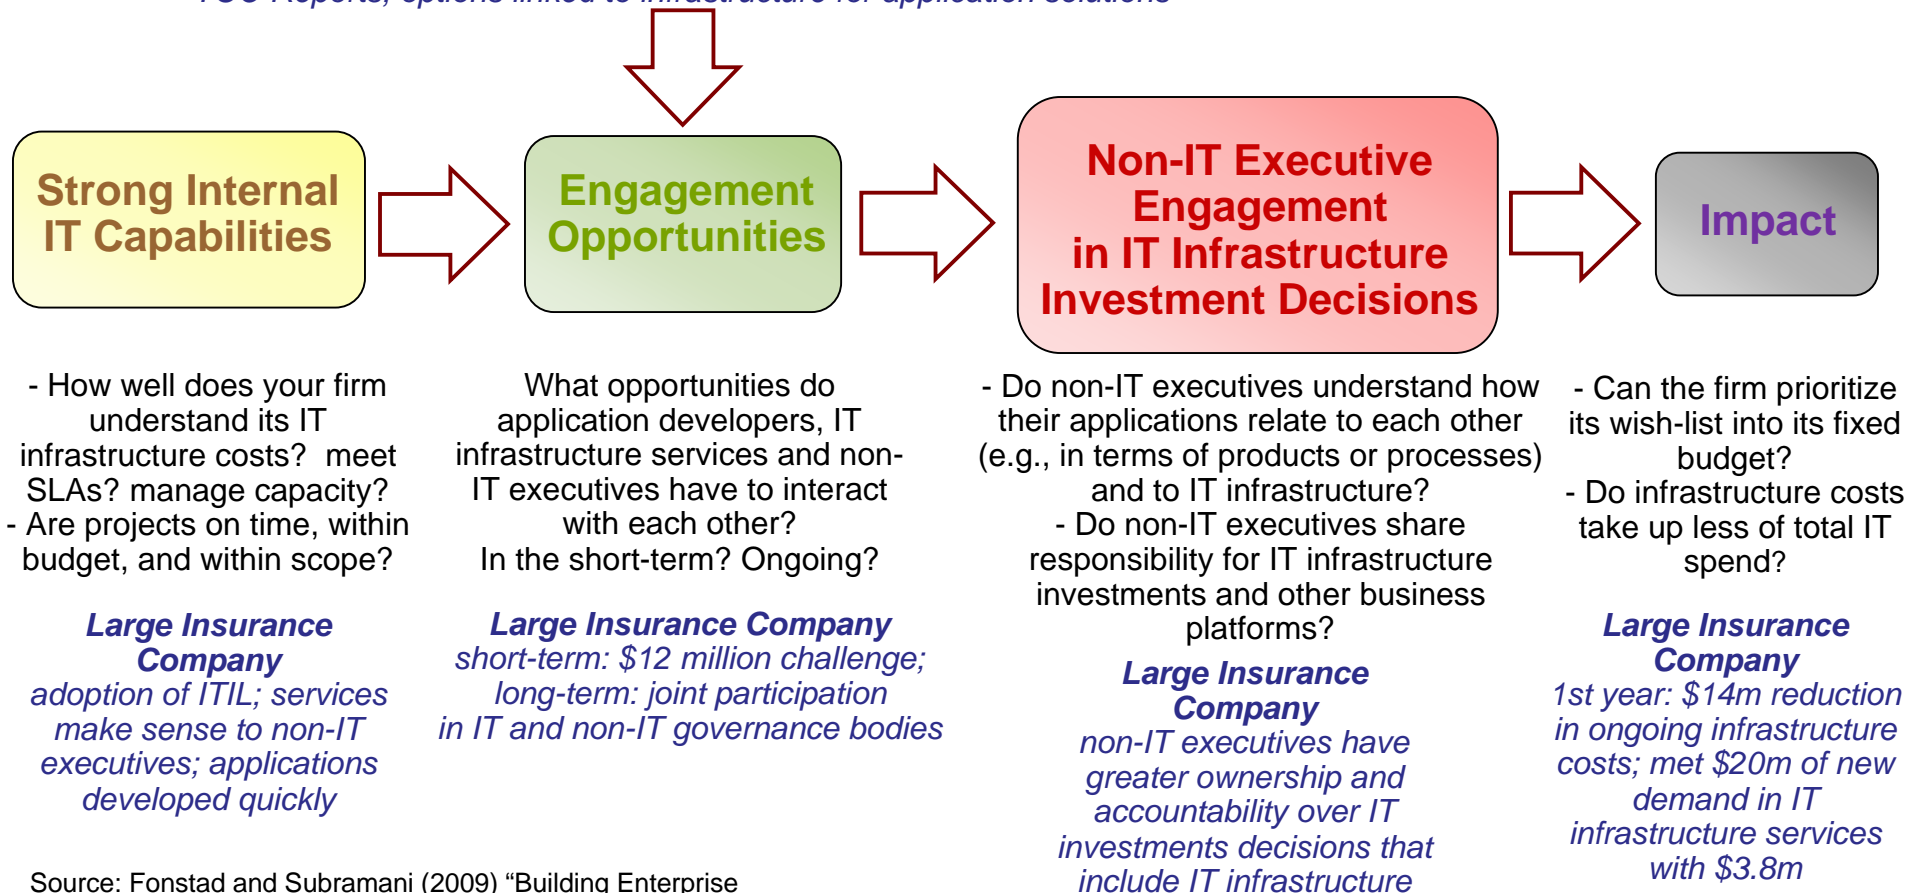 TCO Reports; options linked to infrastructure for application solutions
Strong Internal
IT Capabilities
Engagement
Opportunities
Non-IT Executive
Engagement
in IT Infrastructure
Investment Decisions
Impact
- How well does your firm
understand its IT
infrastructure costs?  meet
SLAs? manage capacity?
- Are projects on time, within
budget, and within scope?
Large Insurance
Company
adoption of ITIL; services
make sense to non-IT
executives; applications
developed quickly
What opportunities do
application developers, IT
infrastructure services and non-
IT executives have to interact
with each other?
In the short-term? Ongoing?
Large Insurance Company
short-term: $12 million challenge;
long-term: joint participation
in IT and non-IT governance bodies
- Do non-IT executives understand how
their applications relate to each other
(e.g., in terms of products or processes)
and to IT infrastructure?
- Do non-IT executives share
responsibility for IT infrastructure
investments and other business
platforms?
Large Insurance
Company
non-IT executives have
greater ownership and
accountability over IT
investments decisions that
include IT infrastructure
- Can the firm prioritize
its wish-list into its fixed
budget?
- Do infrastructure costs
take up less of total IT
spend?
Large Insurance
Company
1st year: $14m reduction
in ongoing infrastructure
costs; met $20m of new
demand in IT
infrastructure services
with $3.8m
Source: Fonstad and Subramani (2009) “Building Enterprise